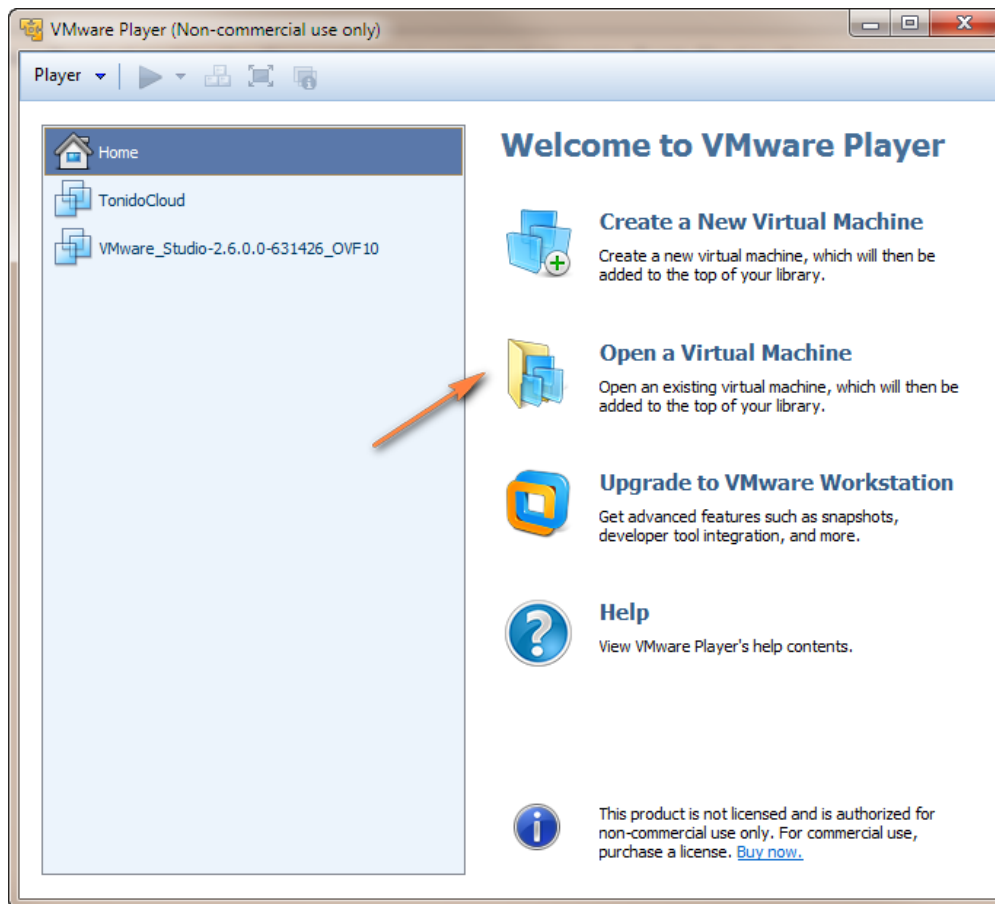 VMware Player (Non-commercial use only)
Player
Home
TonidoCloud
VMware_Studio-2.6.0.0-631426_OVF10
Welcome to VMware Player
Create a New Virtual Machine
Create a new virtual machine, which will then be
added to the top of your library.
Open a Virtual Machine
Open an existing virtual machine, which will then be
added to the top of your library.
Upgrade to VMware Workstation
Get advanced features such as snapshots,
developer tool integration, and more.
Help
View VMware Player's help contents.
This product is not licensed and is authorized for
non-commercial use only. For commercial use,
purchase a license. Buy now.